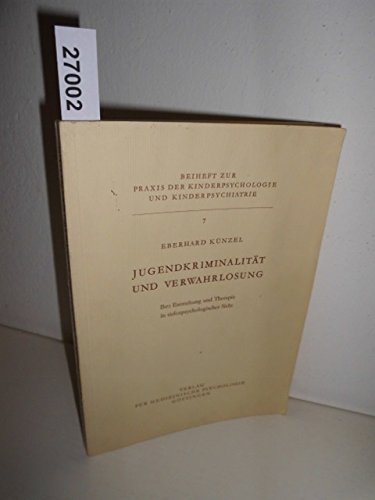 27002
BEIHEFT ZUR
PRAXIS DER KINDERPSYCHOLOGIE
UND KINDERPSYCHIATRIE
7
EBERHARD KÜNZEL
JUGENDKRIMINALITÄT
UND VERWAHRLOSUNG
Ihre Entstehung und Therapie
in tiefenpsychologischer Sicht
VERLAG
FÜR MEDIZINISCHE PSYCHOLOGIE
GÖTTINGEN